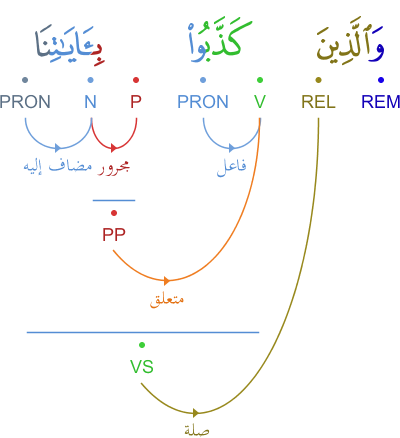 وَٱلَّذِينَ كَذَّبُوا۟ بِـَٔايَـٰتِنَا
PRON N P PRON V REL REM
مضاف إليه مجرور فاعل
PP
متعلق
VS
صلة